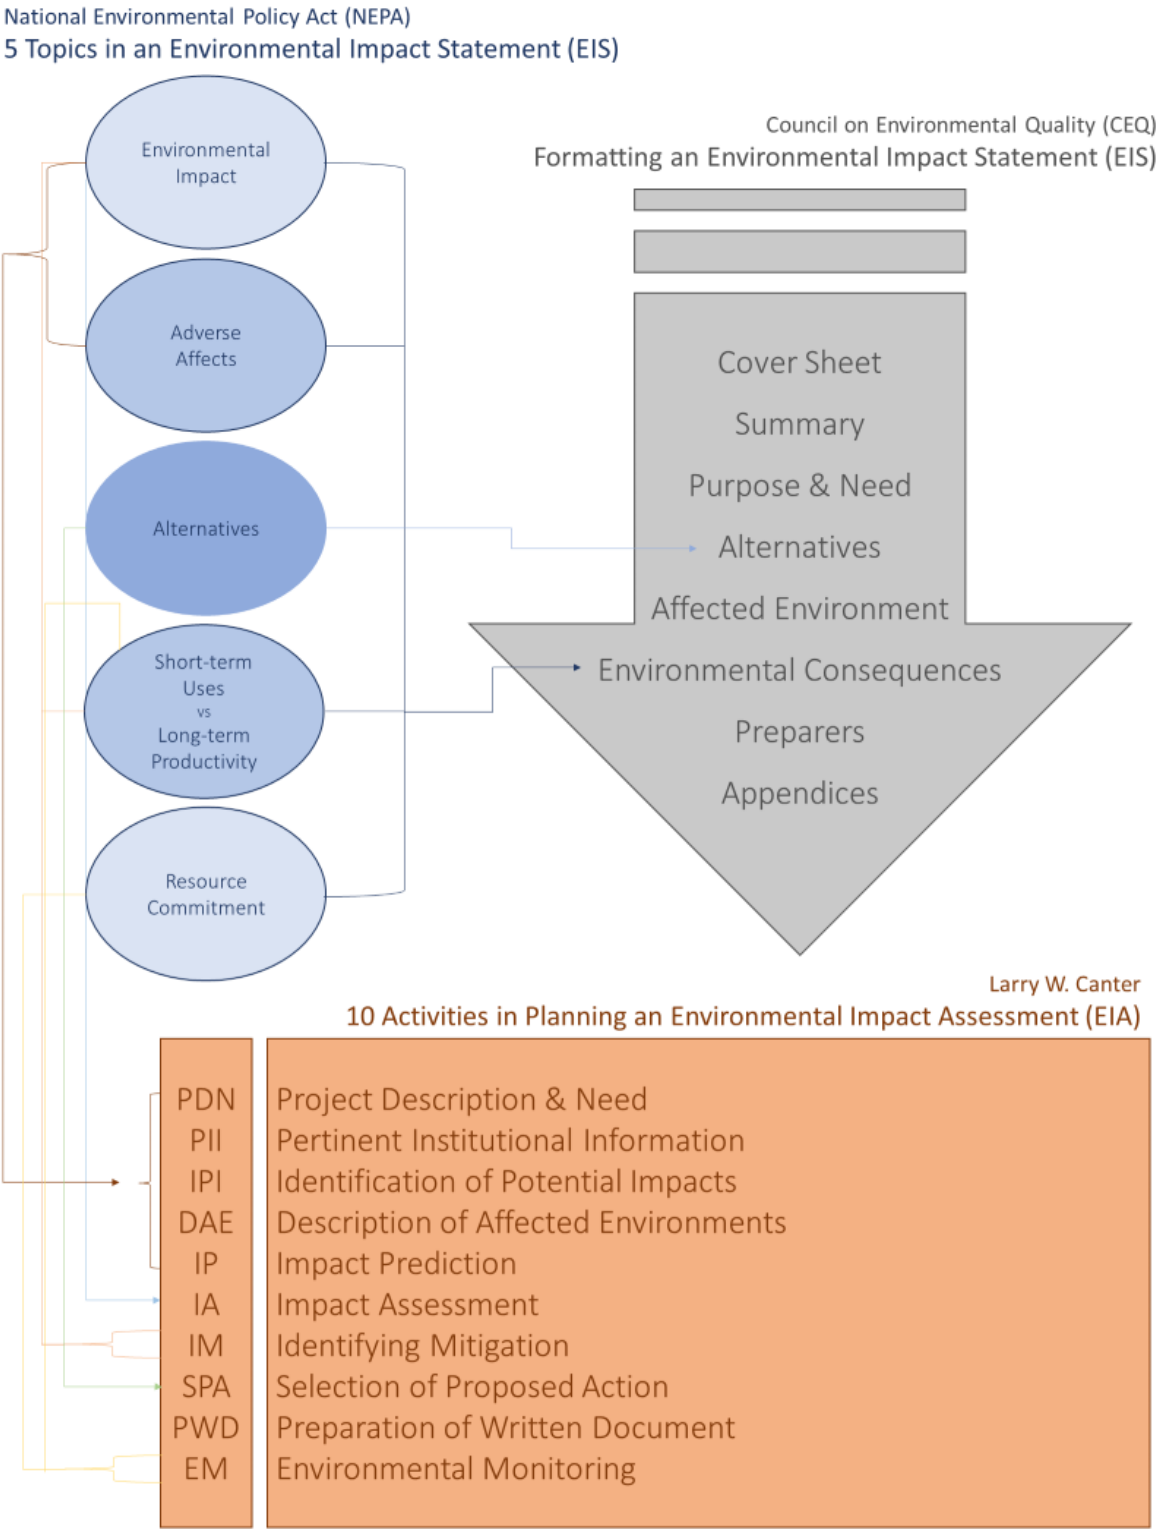 National Environmental Policy Act (NEPA)
5 Topics in an Environmental Impact Statement (EIS)
Environmental
Impact
Adverse
Affects
Alternatives
Short-term
Uses
vs
Long-term
Productivity
Resource
Commitment
Council on Environmental Quality (CEQ)
Formatting an Environmental Impact Statement (EIS)
Cover Sheet
Summary
Purpose & Need
Alternatives
Affected Environment
Environmental Consequences
Preparers
Appendices
Larry W. Canter
10 Activities in Planning an Environmental Impact Assessment (EIA)
PDN Project Description & Need
PII Pertinent Institutional Information
IPI Identification of Potential Impacts
DAE Description of Affected Environments
IP Impact Prediction
IA Impact Assessment
IM Identifying Mitigation
SPA Selection of Proposed Action
PWD Preparation of Written Document
EM Environmental Monitoring